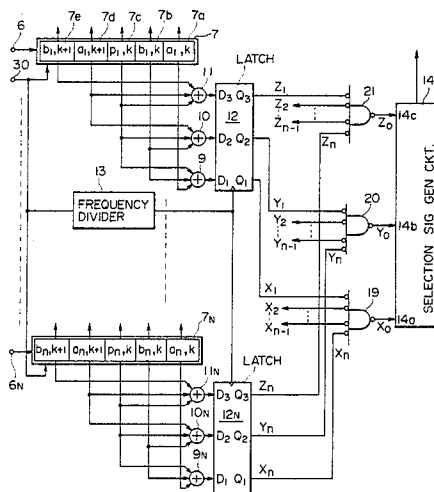 7e 7d 7c 7b 7a
6
7
b₁,k+1 a₁,k+1 p₁,k b₁,k a₁,k
30
LATCH
11
D₃ Q₃
12
10
D₂ Q₂
9
D₁ Q₁
Z₁
Z₂
Zn-1
Zn
21
Z₀
14
14c
13
FREQUENCY
DIVIDER
Y₁
Y₂
Yn-1
Yn
20
Y₀
14b
SELECTION SIG GEN CKT.
X₁
X₂
Xn-1
Xn
19
X₀
14a
7N
6N
bn,k+1 an,k+1 pn,k bn,k an,k
LATCH
11N
D₃ Q₃
Zn
12N
10N
D₂ Q₂
Yn
9N
D₁ Q₁
Xn